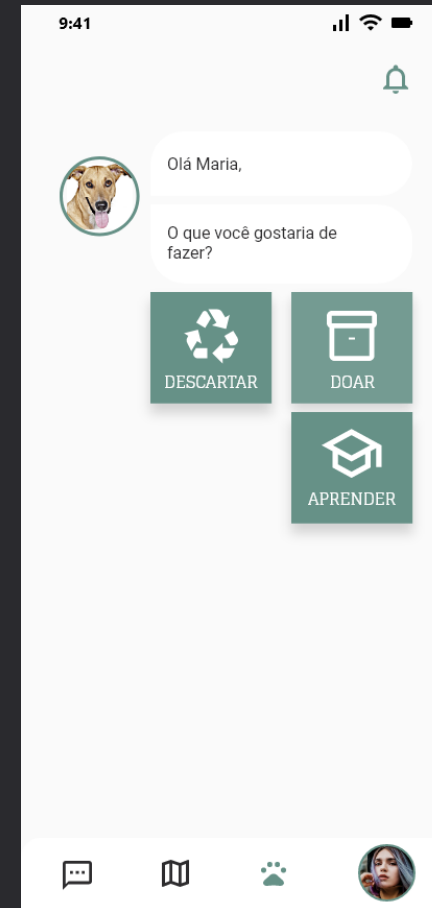 9:41
Olá Maria,
O que você gostaria de
fazer?
DESCARTAR
DOAR
APRENDER